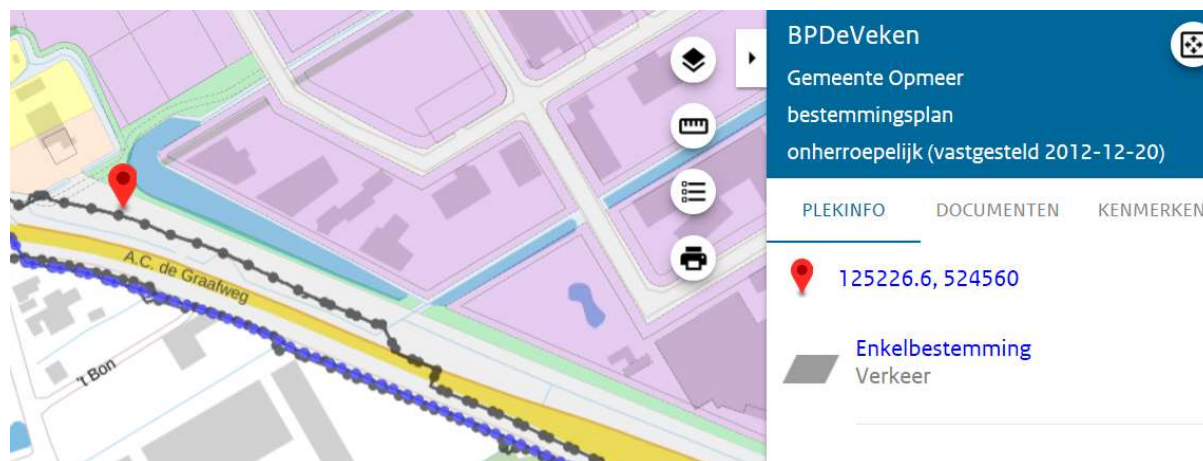 BPDeVeken
Gemeente Opmeer
bestemmingsplan
onherroepelijk (vastgesteld 2012-12-20)
PLEKINFO DOCUMENTEN KENMERKEN
125226.6, 524560
Enkelbestemming
Verkeer
A.C. de Graafweg
't Bon